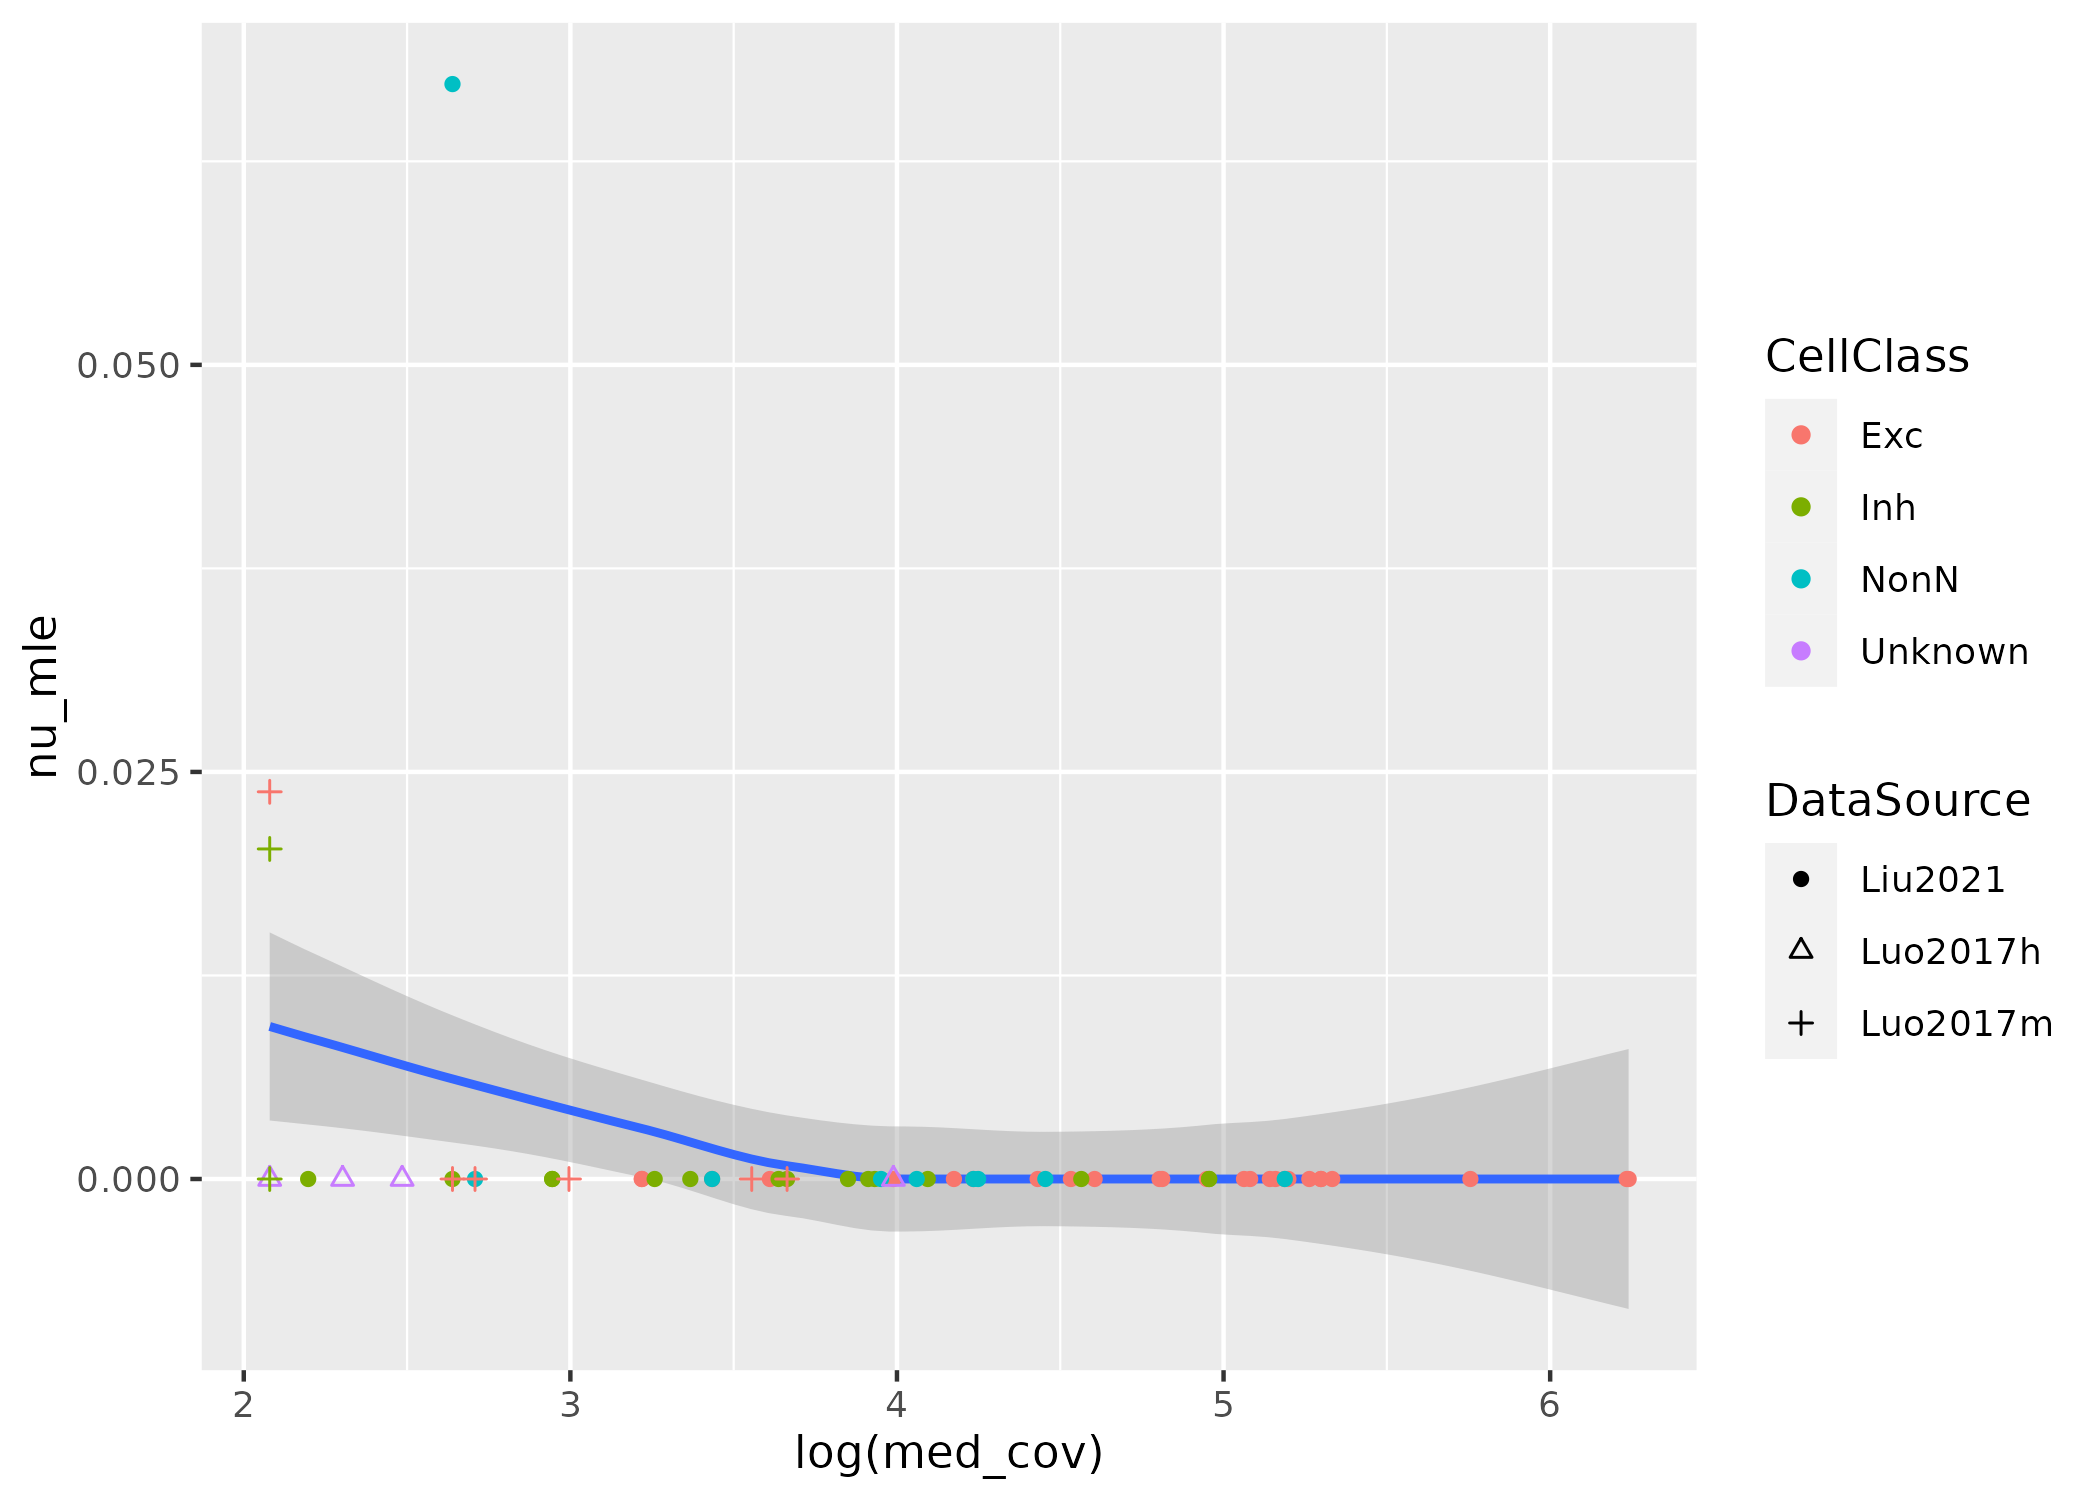 nu_mle
0.050
0.025
0.000
2 3 4 5 6
log(med_cov)
CellClass
Exc
Inh
NonN
Unknown
DataSource
Liu2021
Luo2017h
Luo2017m